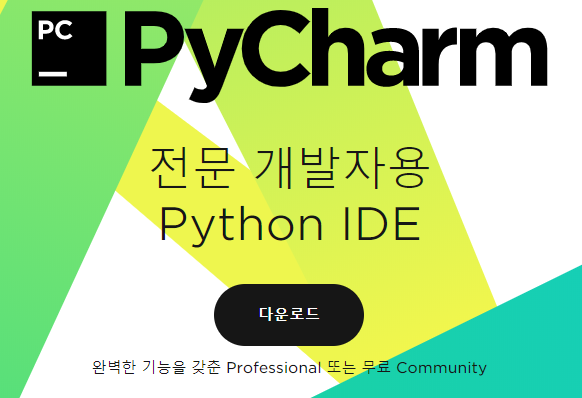 PC
PyCharm
전문 개발자용
Python IDE
다운로드
완벽한 기능을 갖춘 Professional 또는 무료 Community